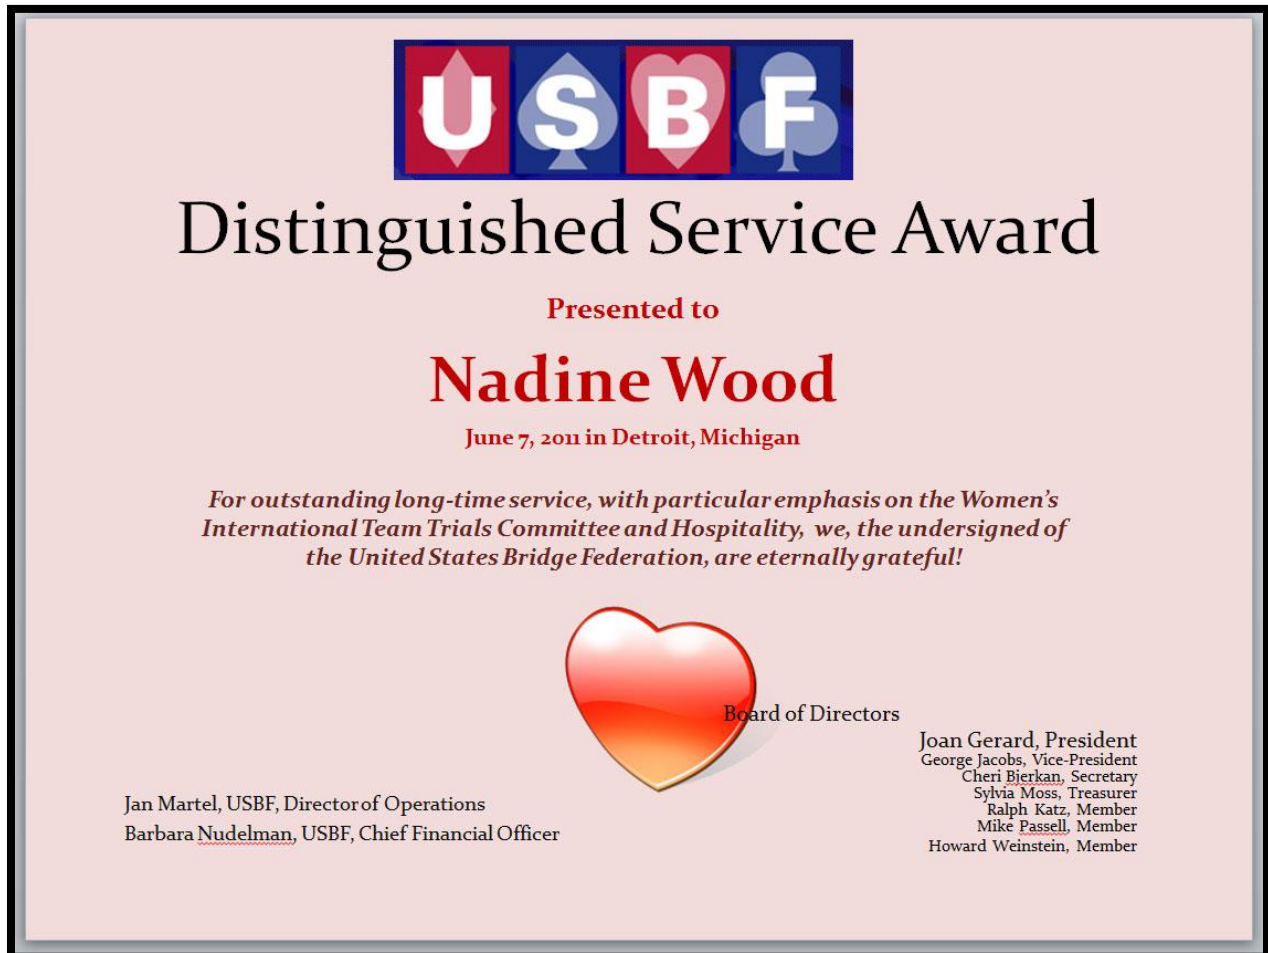 USBF
Distinguished Service Award
Presented to
Nadine Wood
June 7, 2011 in Detroit, Michigan
For outstanding long-time service, with particular emphasis on the Women’s
International Team Trials Committee and Hospitality, we, the undersigned of
the United States Bridge Federation, are eternally grateful!
Board of Directors
Joan Gerard, President
George Jacobs, Vice-President
Cheri Bjerkan, Secretary
Sylvia Moss, Treasurer
Ralph Katz, Member
Mike Passell, Member
Howard Weinstein, Member
Jan Martel, USBF, Director of Operations
Barbara Nudelman, USBF, Chief Financial Officer